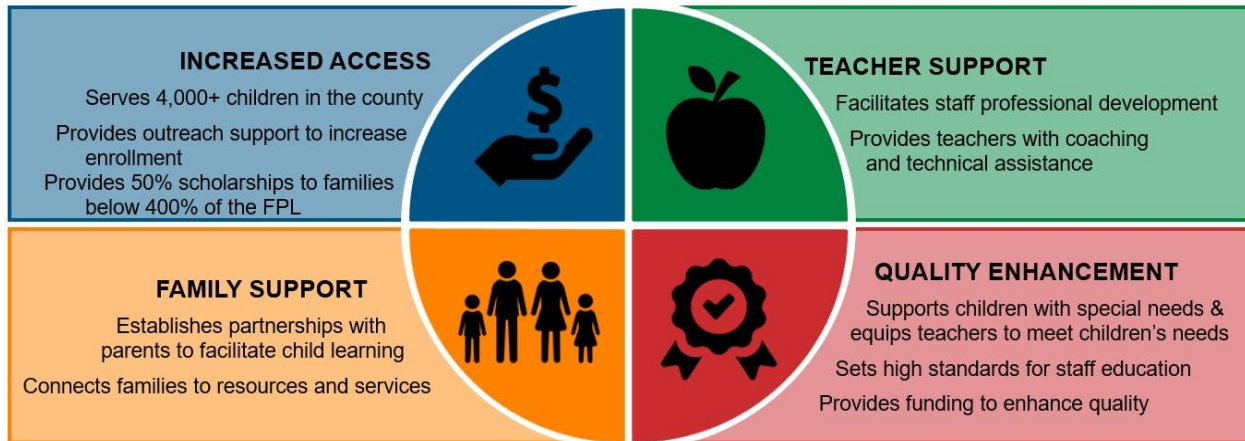 INCREASED ACCESS
Serves 4,000+ children in the county
Provides outreach support to increase
enrollment
Provides 50% scholarships to families
below 400% of the FPL
TEACHER SUPPORT
Facilitates staff professional development
Provides teachers with coaching
and technical assistance
FAMILY SUPPORT
Establishes partnerships with
parents to facilitate child learning
Connects families to resources and services
QUALITY ENHANCEMENT
Supports children with special needs &
equips teachers to meet children’s needs
Sets high standards for staff education
Provides funding to enhance quality
$